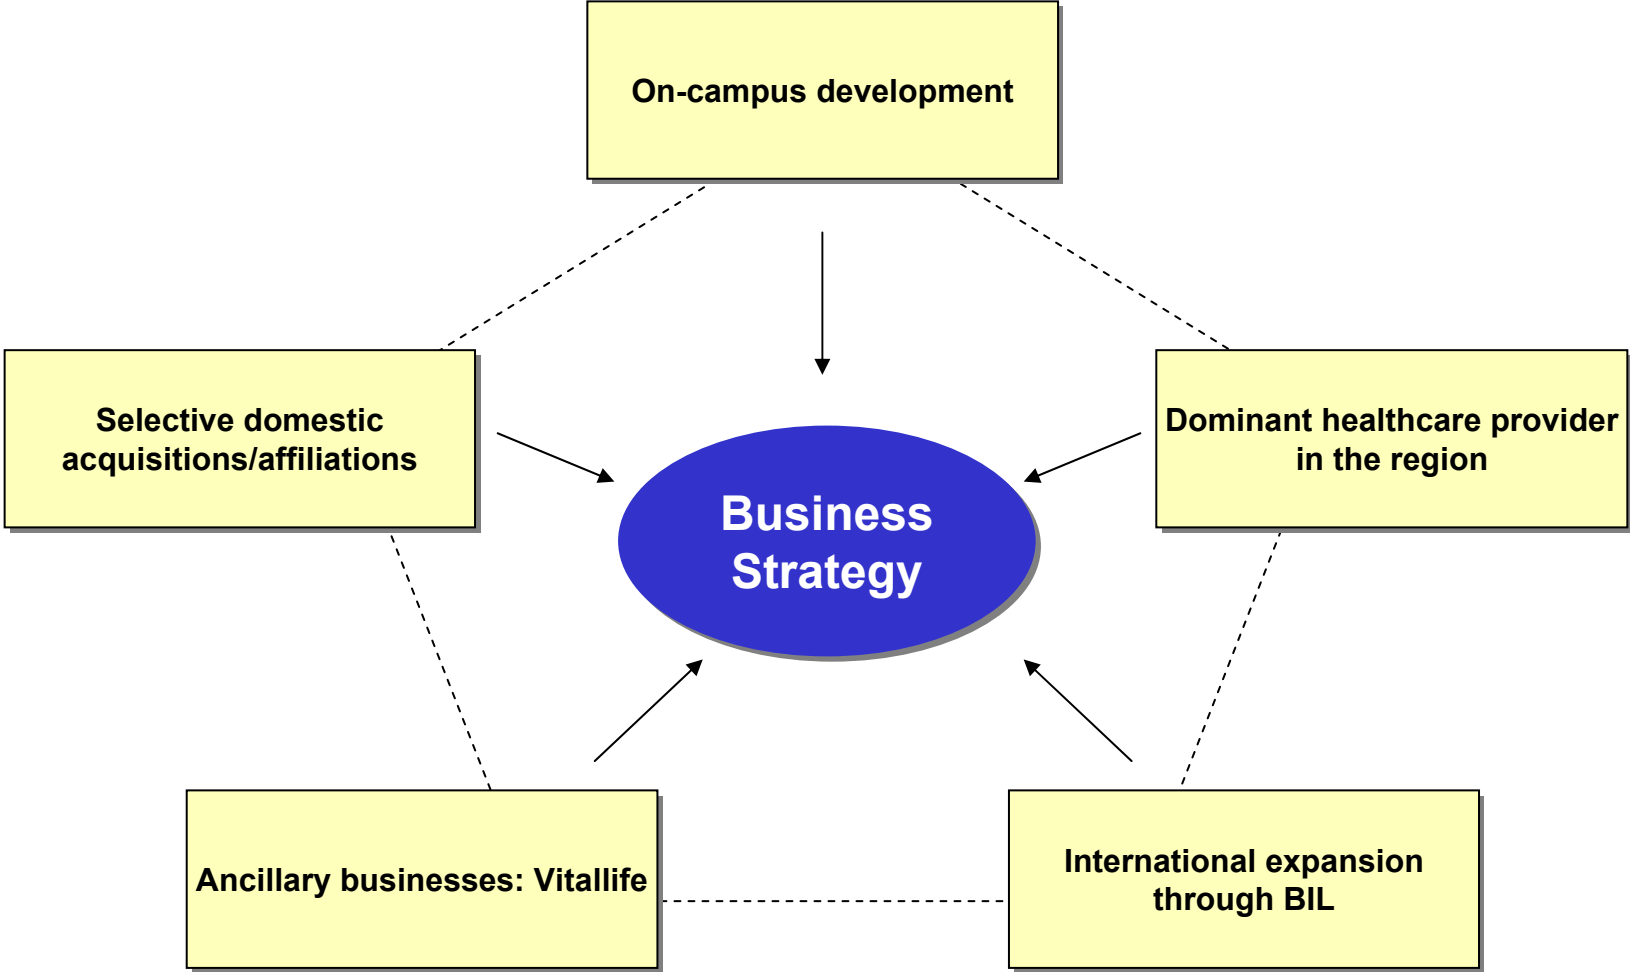 On-campus development
Selective domestic
acquisitions/affiliations
Dominant healthcare provider
in the region
Business
Strategy
Ancillary businesses: Vitallife
International expansion
through BIL